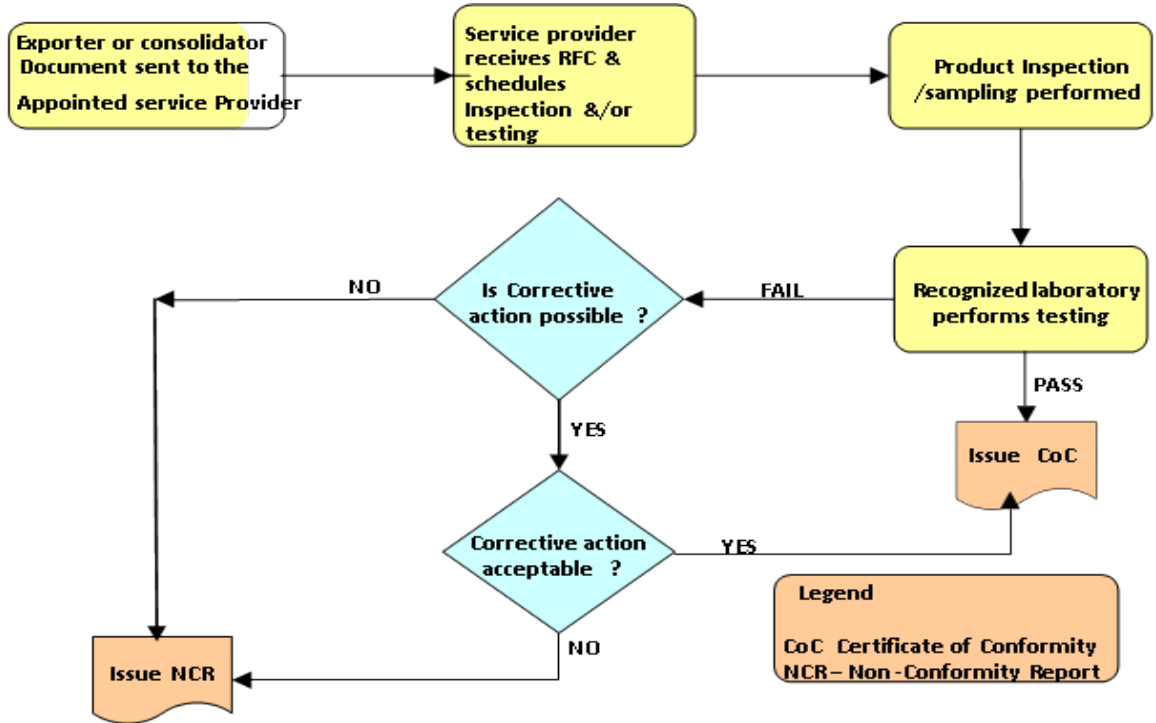 Exporter or consolidator
Document sent to the
Appointed service Provider
Service provider
receives RFC &
schedules
Inspection &/or
testing
Product Inspection
/sampling performed
NO
Is Corrective
action possible ?
FAIL
Recognized laboratory
performs testing
PASS
YES
Issue CoC
Corrective action
acceptable ?
YES
Legend
CoC Certificate of Conformity
NCR– Non-Conformity Report
NO
Issue NCR